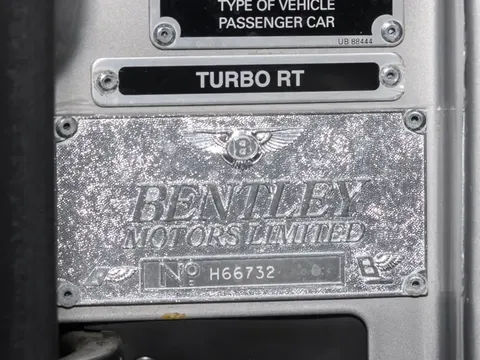 TYPE OF VEHICLE
PASSENGER CAR
UB 88444
TURBO RT
B
BENTLEY
MOTORS LIMITED
Nº H66732
B